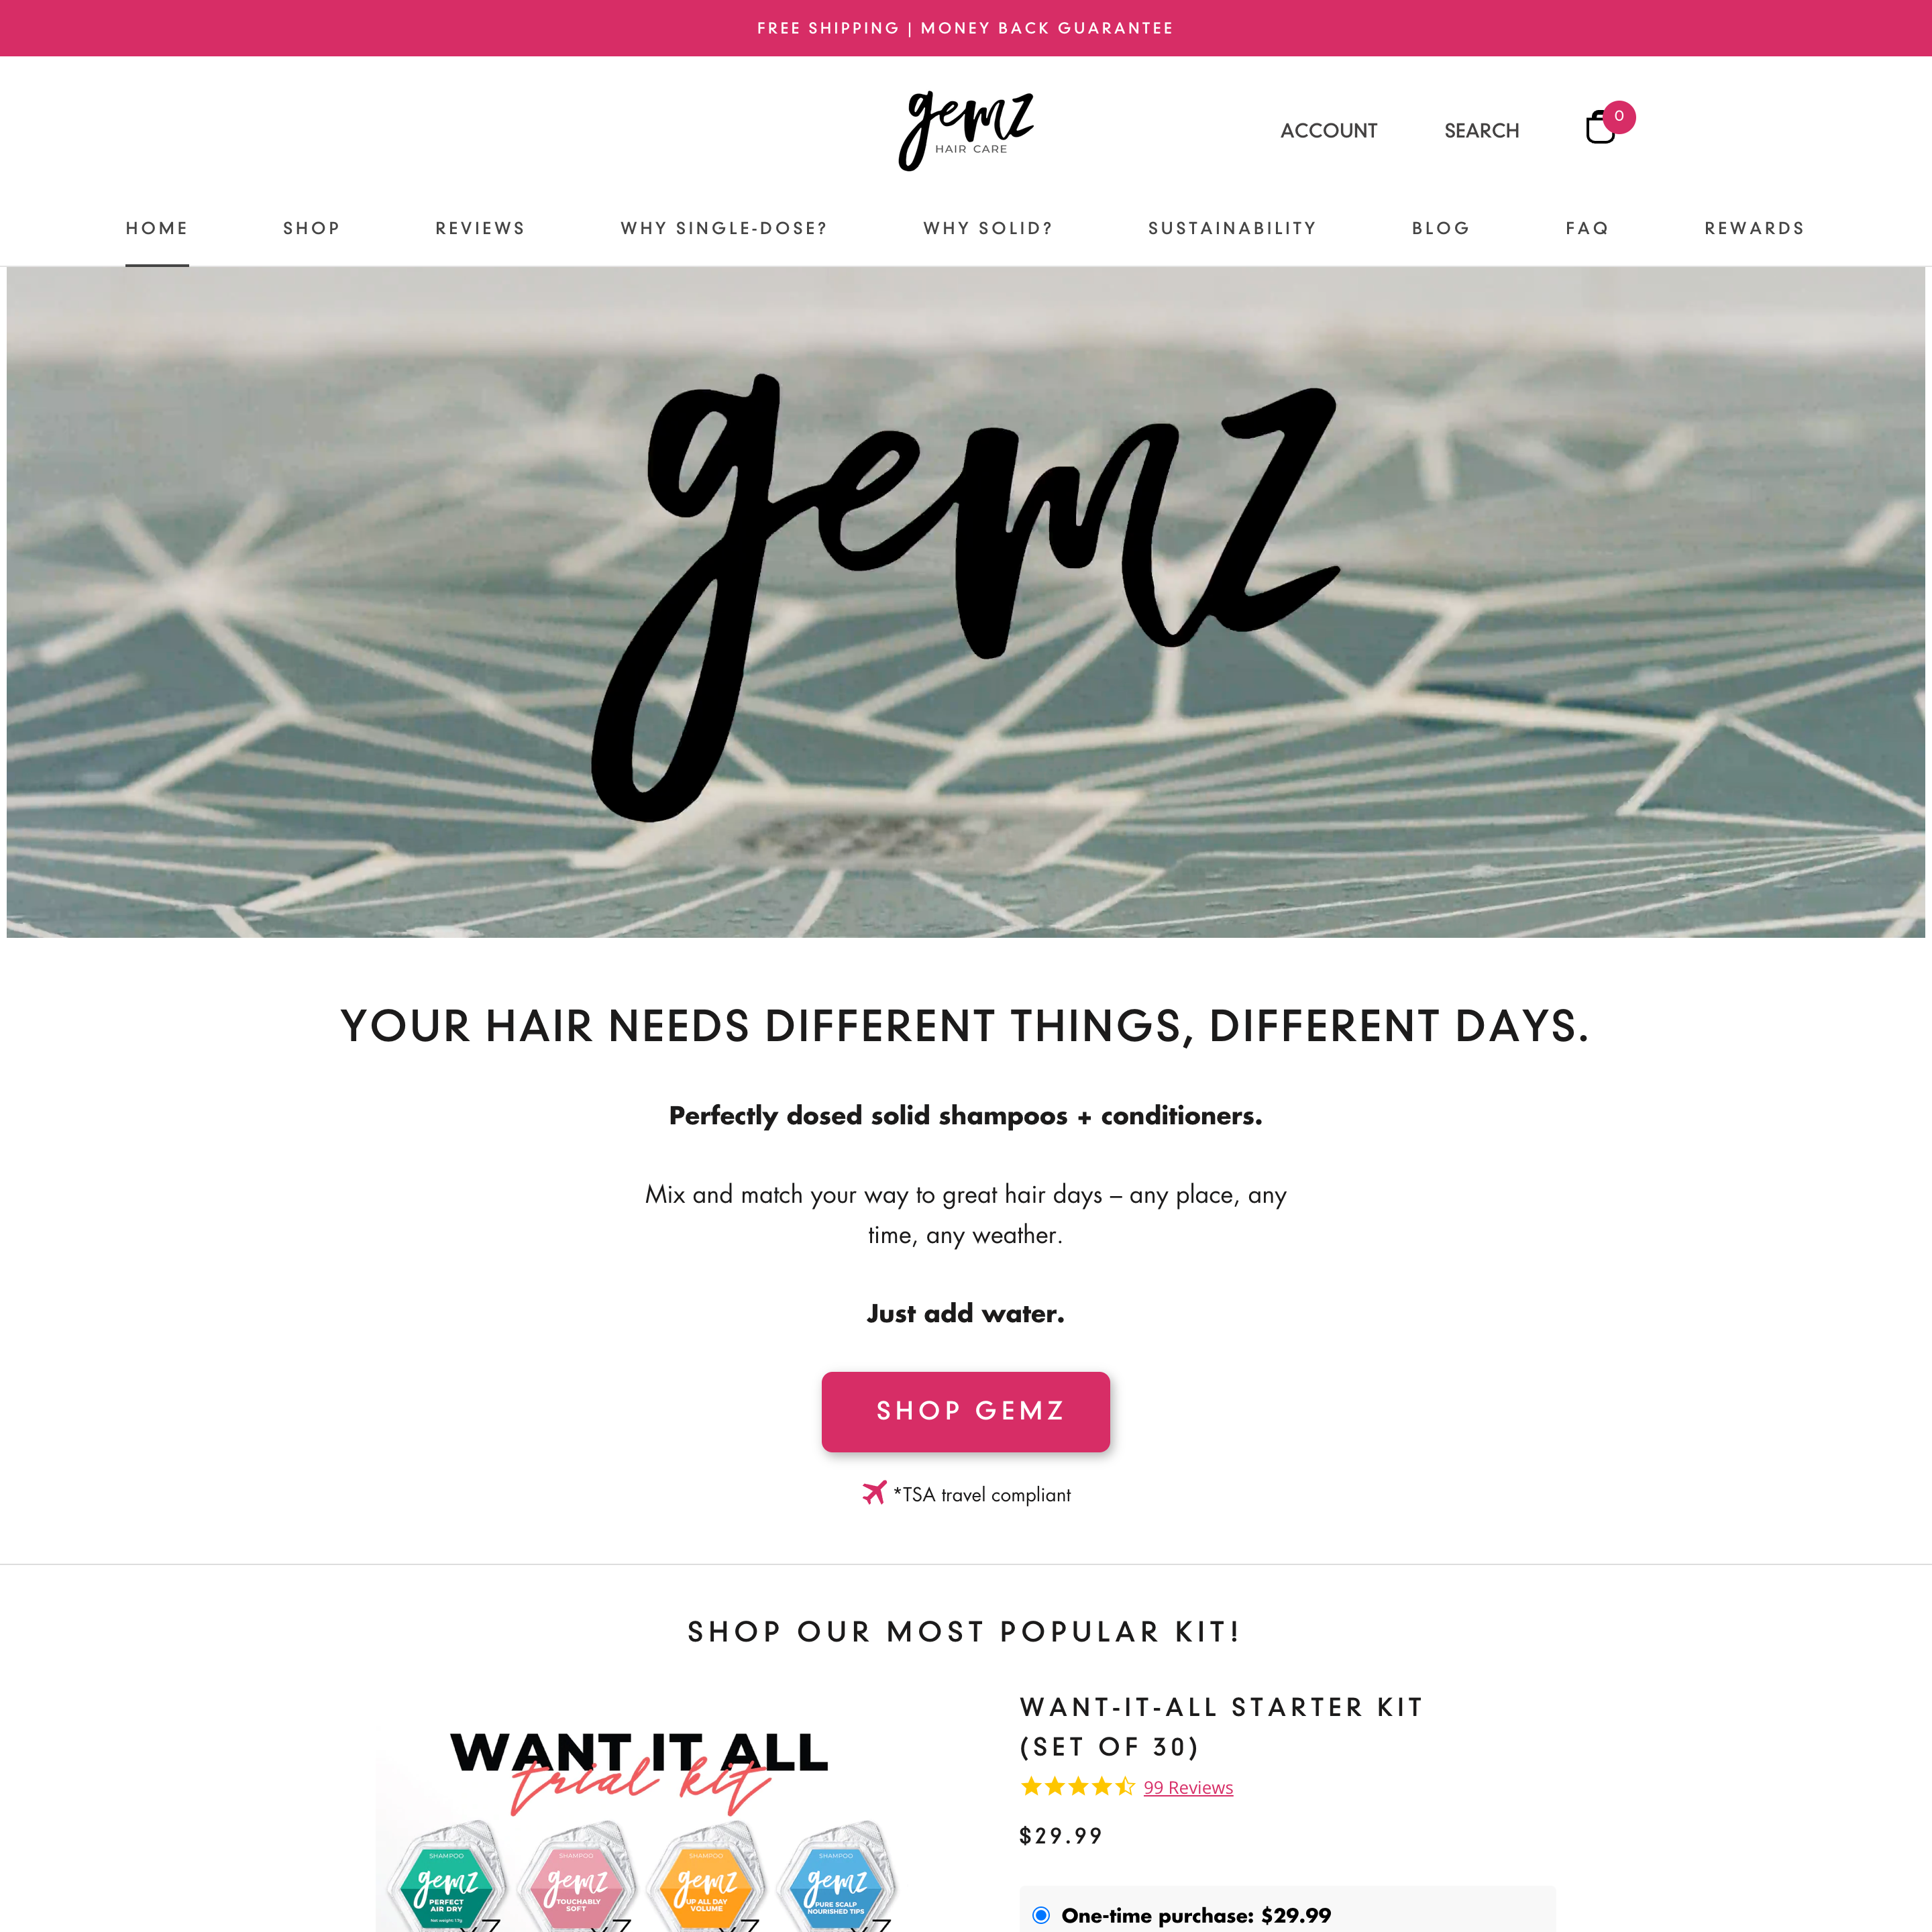 FREE SHIPPING | MONEY BACK GUARANTEE
gemz
HAIR CARE
ACCOUNT
SEARCH
0
HOME
SHOP
REVIEWS
WHY SINGLE-DOSE?
WHY SOLID?
SUSTAINABILITY
BLOG
FAQ
REWARDS
gemz
YOUR HAIR NEEDS DIFFERENT THINGS, DIFFERENT DAYS.
Perfectly dosed solid shampoos + conditioners.
Mix and match your way to great hair days – any place, any
time, any weather.
Just add water.
SHOP GEMZ
*TSA travel compliant
SHOP OUR MOST POPULAR KIT!
WANT IT ALL
trial kit
SHAMPOO
gemz
PERFECT
AIR DRY
Net weight 1.7g
SHAMPOO
gemz
TOUCHABLY
SOFT
SHAMPOO
gemz
UP ALL DAY
VOLUME
SHAMPOO
gemz
PURE SCALP
NOURISHED TIPS
WANT-IT-ALL STARTER KIT
(SET OF 30)
99 Reviews
$29.99
One-time purchase: $29.99